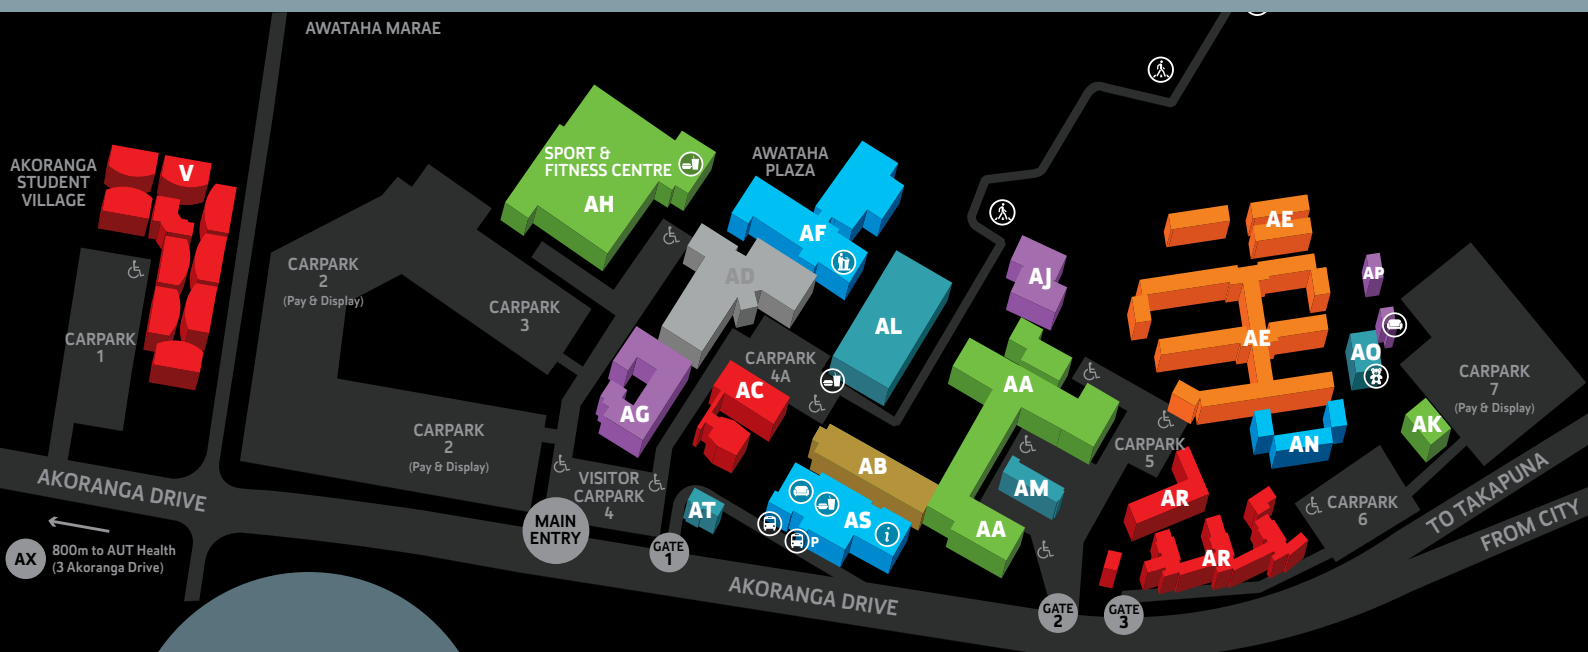 AWATAHA MARAE
AKORANGA
STUDENT
VILLAGE
V
SPORT &
FITNESS CENTRE
AH
AWATAHA
PLAZA
AF
AD
AL
AJ
AE
AE
AP
AO
CARPARK
1
CARPARK
2
(Pay & Display)
CARPARK
3
CARPARK
4A
CARPARK
7
(Pay & Display)
AG
AC
AA
AK
AN
CARPARK
2
(Pay & Display)
CARPARK
5
AB
AM
AR
VISITOR
CARPARK
4
AT
AS
i
P
AA
AR
CARPARK
6
TO TAKAPUNA
FROM CITY
AKORANGA DRIVE
AX
800m to AUT Health
(3 Akoranga Drive)
MAIN
ENTRY
GATE
1
AKORANGA DRIVE
GATE
2
GATE
3